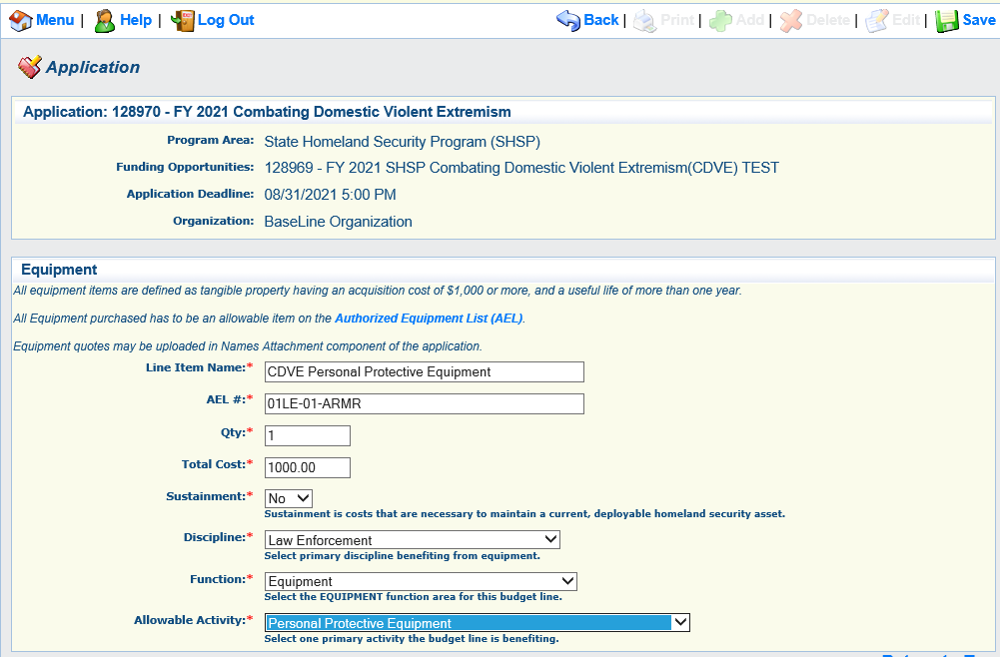 Menu | Help | Log Out Back | Print | Add | Delete | Edit | Save
Application
Application: 128970 - FY 2021 Combating Domestic Violent Extremism
Program Area: State Homeland Security Program (SHSP)
Funding Opportunities: 128969 - FY 2021 SHSP Combating Domestic Violent Extremism(CDVE) TEST
Application Deadline: 08/31/2021 5:00 PM
Organization: BaseLine Organization
Equipment
All equipment items are defined as tangible property having an acquisition cost of $1,000 or more, and a useful life of more than one year.
All Equipment purchased has to be an allowable item on the Authorized Equipment List (AEL).
Equipment quotes may be uploaded in Names Attachment component of the application.
Line Item Name:* CDVE Personal Protective Equipment
AEL #:* 01LE-01-ARMR
Qty:* 1
Total Cost:* 1000.00
Sustainment:* No
Sustainment is costs that are necessary to maintain a current, deployable homeland security asset.
Discipline:* Law Enforcement
Select primary discipline benefiting from equipment.
Function:* Equipment
Select the EQUIPMENT function area for this budget line.
Allowable Activity:* Personal Protective Equipment
Select one primary activity the budget line is benefiting.